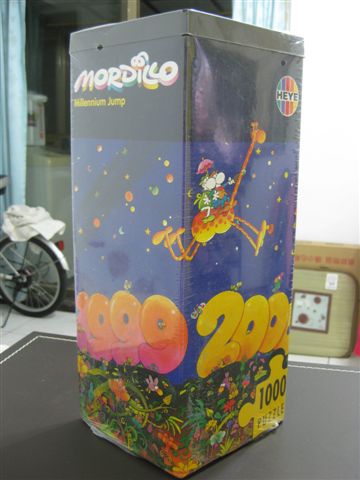 MORDILLO
Millennium Jump
HEYE
1999 200
1000
PUZZLE